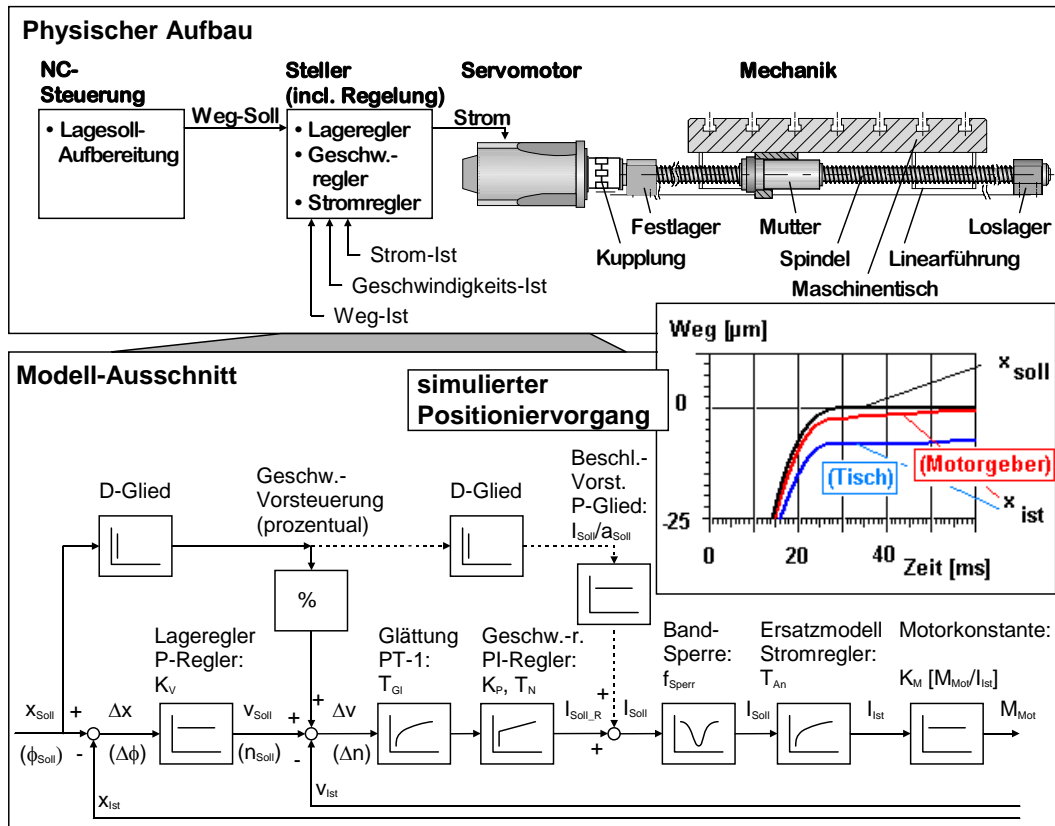 Physischer Aufbau
NC-
Steuerung
• Lagesoll-
Aufbereitung
Weg-Soll
Steller
(incl. Regelung)
• Lageregler
• Geschw.-
regler
• Stromregler
Strom
Servomotor
Mechanik
Strom-Ist
Geschwindigkeits-Ist
Weg-Ist
Festlager
Kupplung
Mutter
Spindel
Maschinentisch
Linearführung
Loslager
Modell-Ausschnitt
simulierter
Positioniervorgang
Weg [µm]
0
-25
0
20
40
Zeit [ms]
x soll
(Motorgeber)
(Tisch)
x ist
D-Glied
Geschw.-
Vorsteuerung
(prozentual)
%
D-Glied
Beschl.-
Vorst.
P-Glied:
I_Soll/a_Soll
Lageregler
P-Regler:
K_V
Glättung
PT-1:
T_Gl
Geschw.-r.
PI-Regler:
K_P, T_N
Band-
Sperre:
f_Sperr
Ersatzmodell
Stromregler:
T_An
Motorkonstante:
K_M [M_Mot/I_Ist]
x_Soll
+
-
(ϕ_Soll)
Δx
(Δϕ)
v_Soll
(n_Soll)
+
+
-
Δv
(Δn)
I_Soll_R
+
+
I_Soll
I_Soll
I_Ist
M_Mot
v_Ist
x_Ist